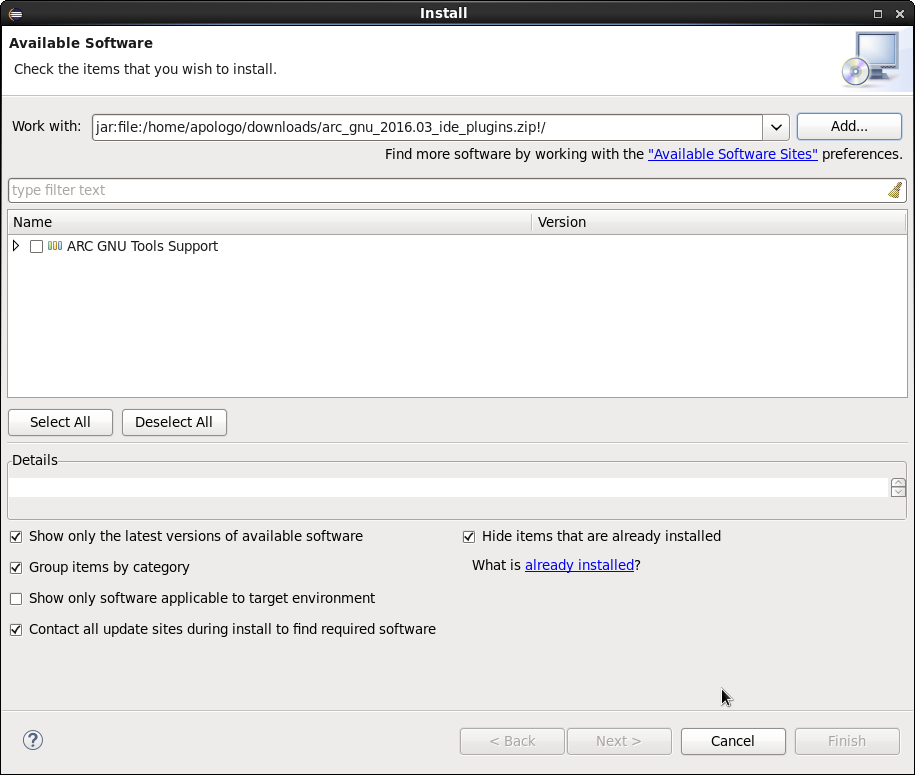 Install
Available Software
Check the items that you wish to install.
Work with: jar:file:/home/apologo/downloads/arc_gnu_2016.03_ide_plugins.zip!/ Add...
Find more software by working with the "Available Software Sites" preferences.
type filter text
Name Version
ARC GNU Tools Support
Select All Deselect All
Details
Show only the latest versions of available software Hide items that are already installed
Group items by category What is already installed?
Show only software applicable to target environment
Contact all update sites during install to find required software
? < Back Next > Cancel Finish